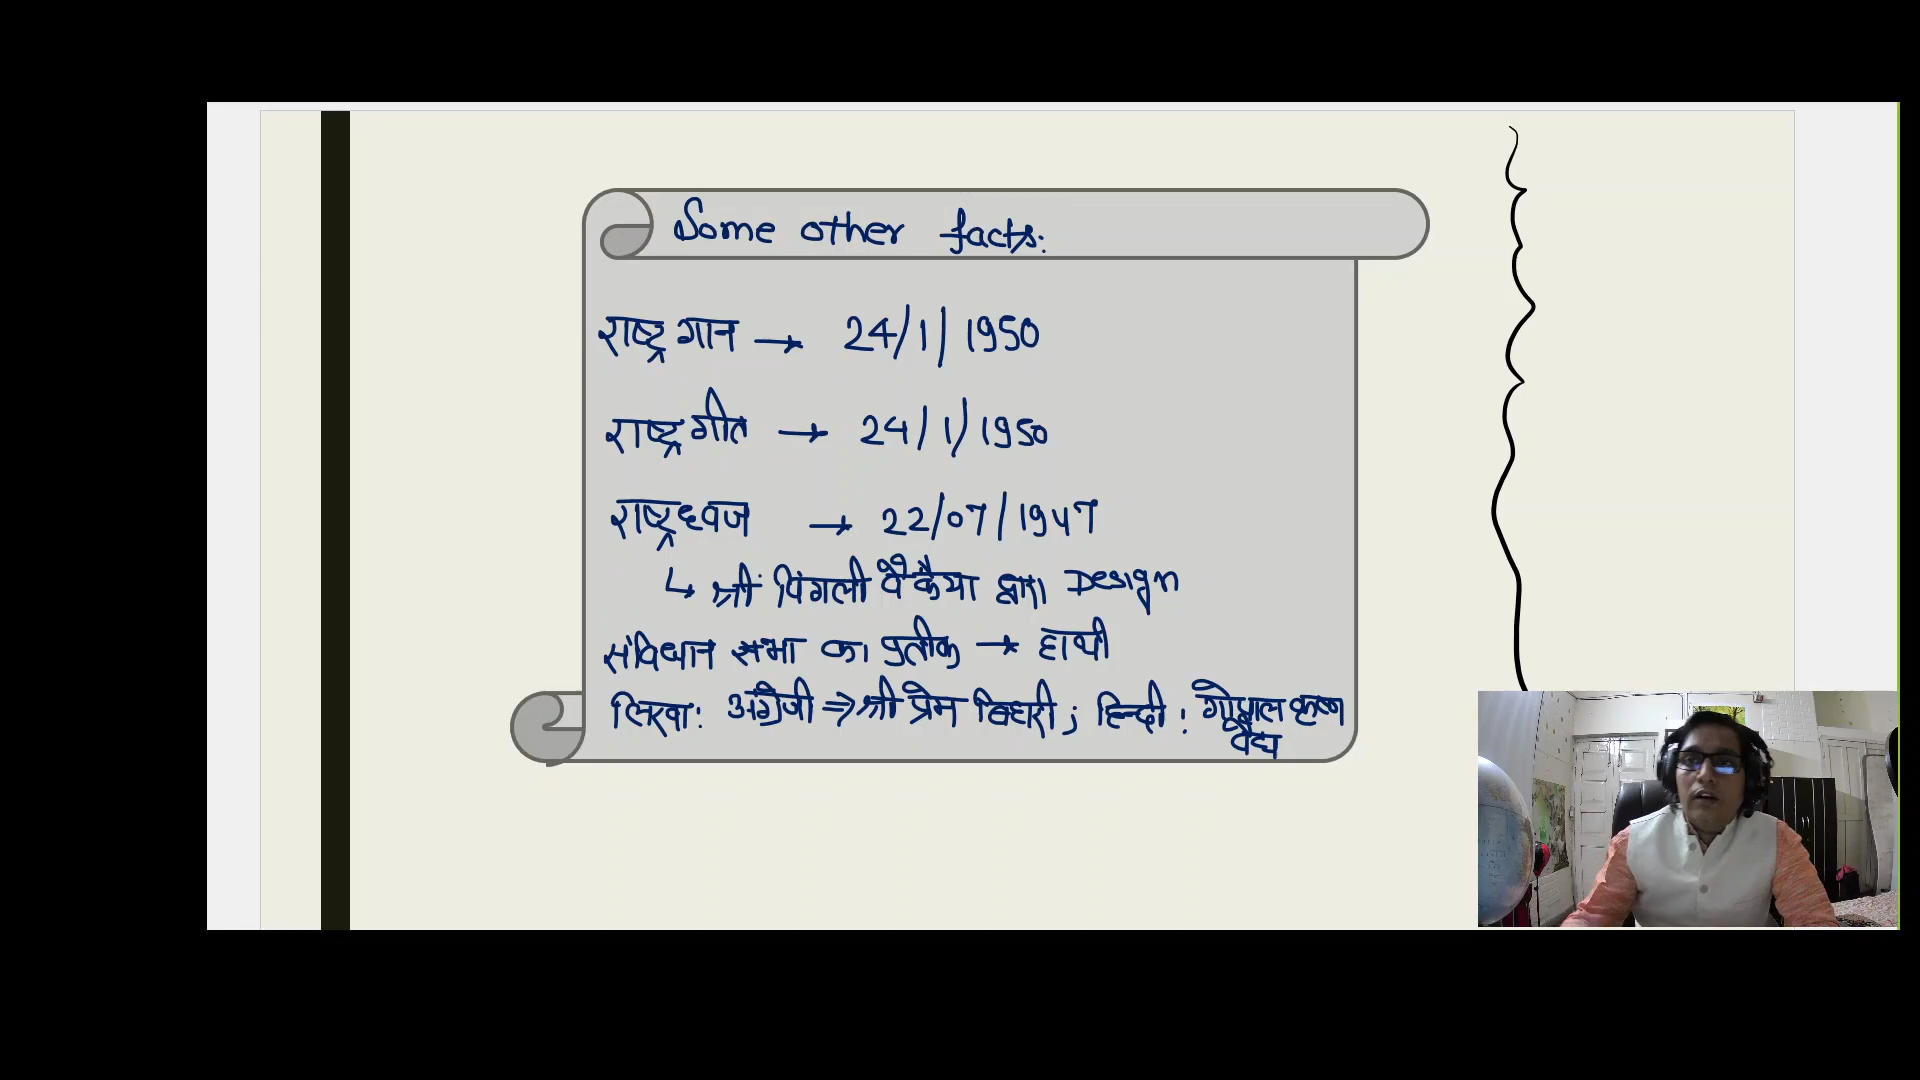 Some other facts:
राष्ट्रगान → 24/1/1950
राष्ट्रगीत → 24/1/1950
राष्ट्रध्वज → 22/07/1947
↳ श्री पिंगली वेंकैया द्वारा Design
संविधान सभा का प्रतीक → हाथी
लिखा: अंग्रेजी ⇒ श्री प्रेम बिहारी; हिन्दी: गोपाल कृष्ण
वैद्य